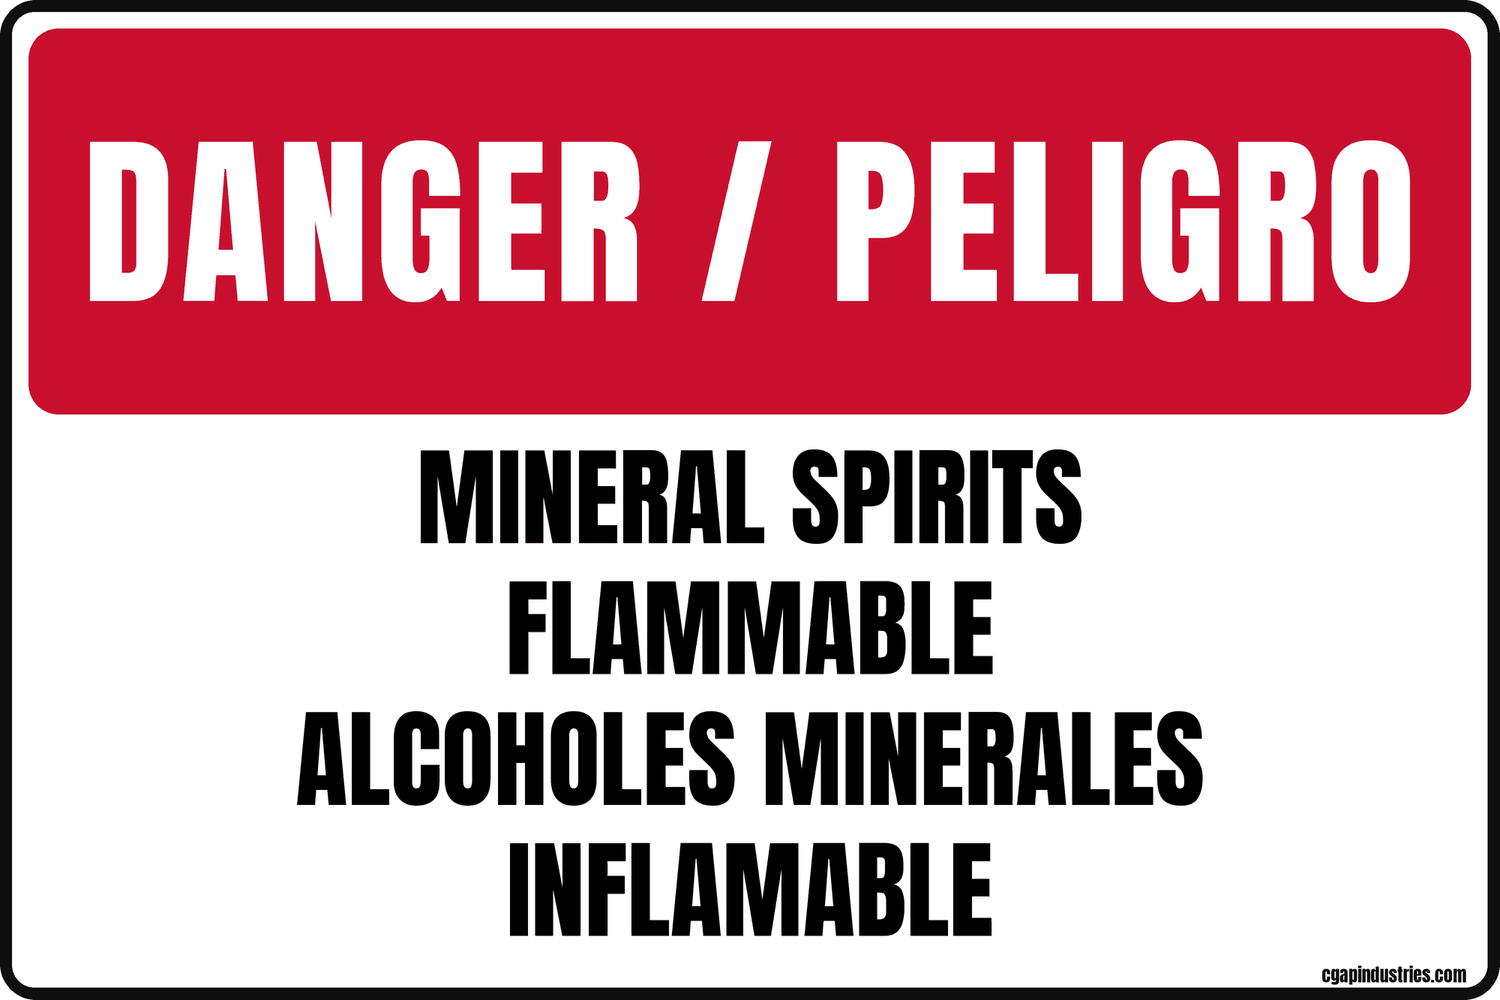 DANGER / PELIGRO
MINERAL SPIRITS
FLAMMABLE
ALCOHOLES MINERALES
INFLAMABLE
cgapindustries.com